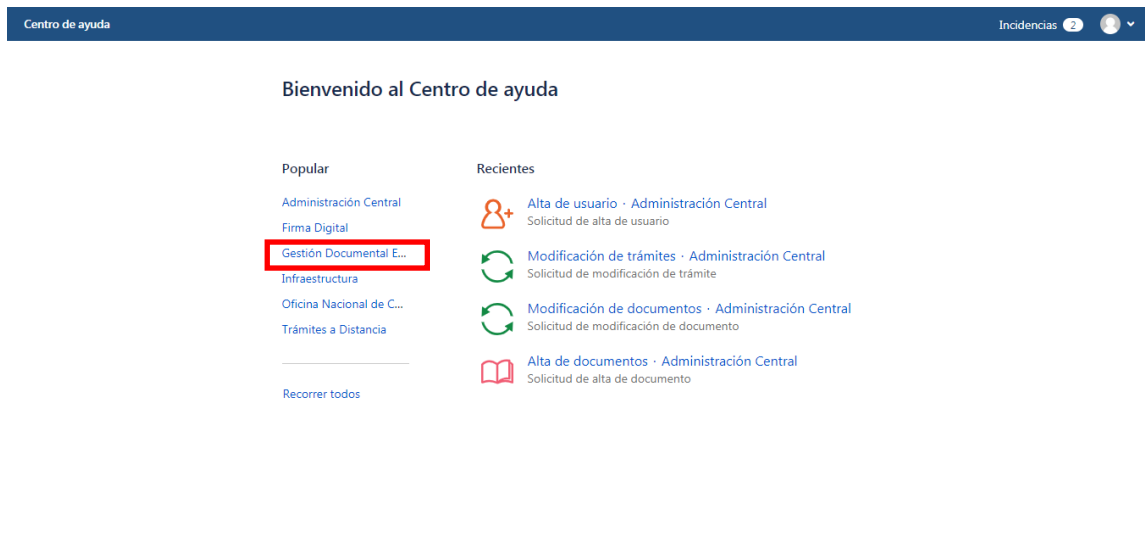 Centro de ayuda
Incidencias 2
Bienvenido al Centro de ayuda
Popular
Administración Central
Firma Digital
Gestión Documental E...
Infraestructura
Oficina Nacional de C...
Trámites a Distancia
Recorrer todos
Recientes
Alta de usuario · Administración Central
Solicitud de alta de usuario
Modificación de trámites · Administración Central
Solicitud de modificación de trámite
Modificación de documentos · Administración Central
Solicitud de modificación de documento
Alta de documentos · Administración Central
Solicitud de alta de documento